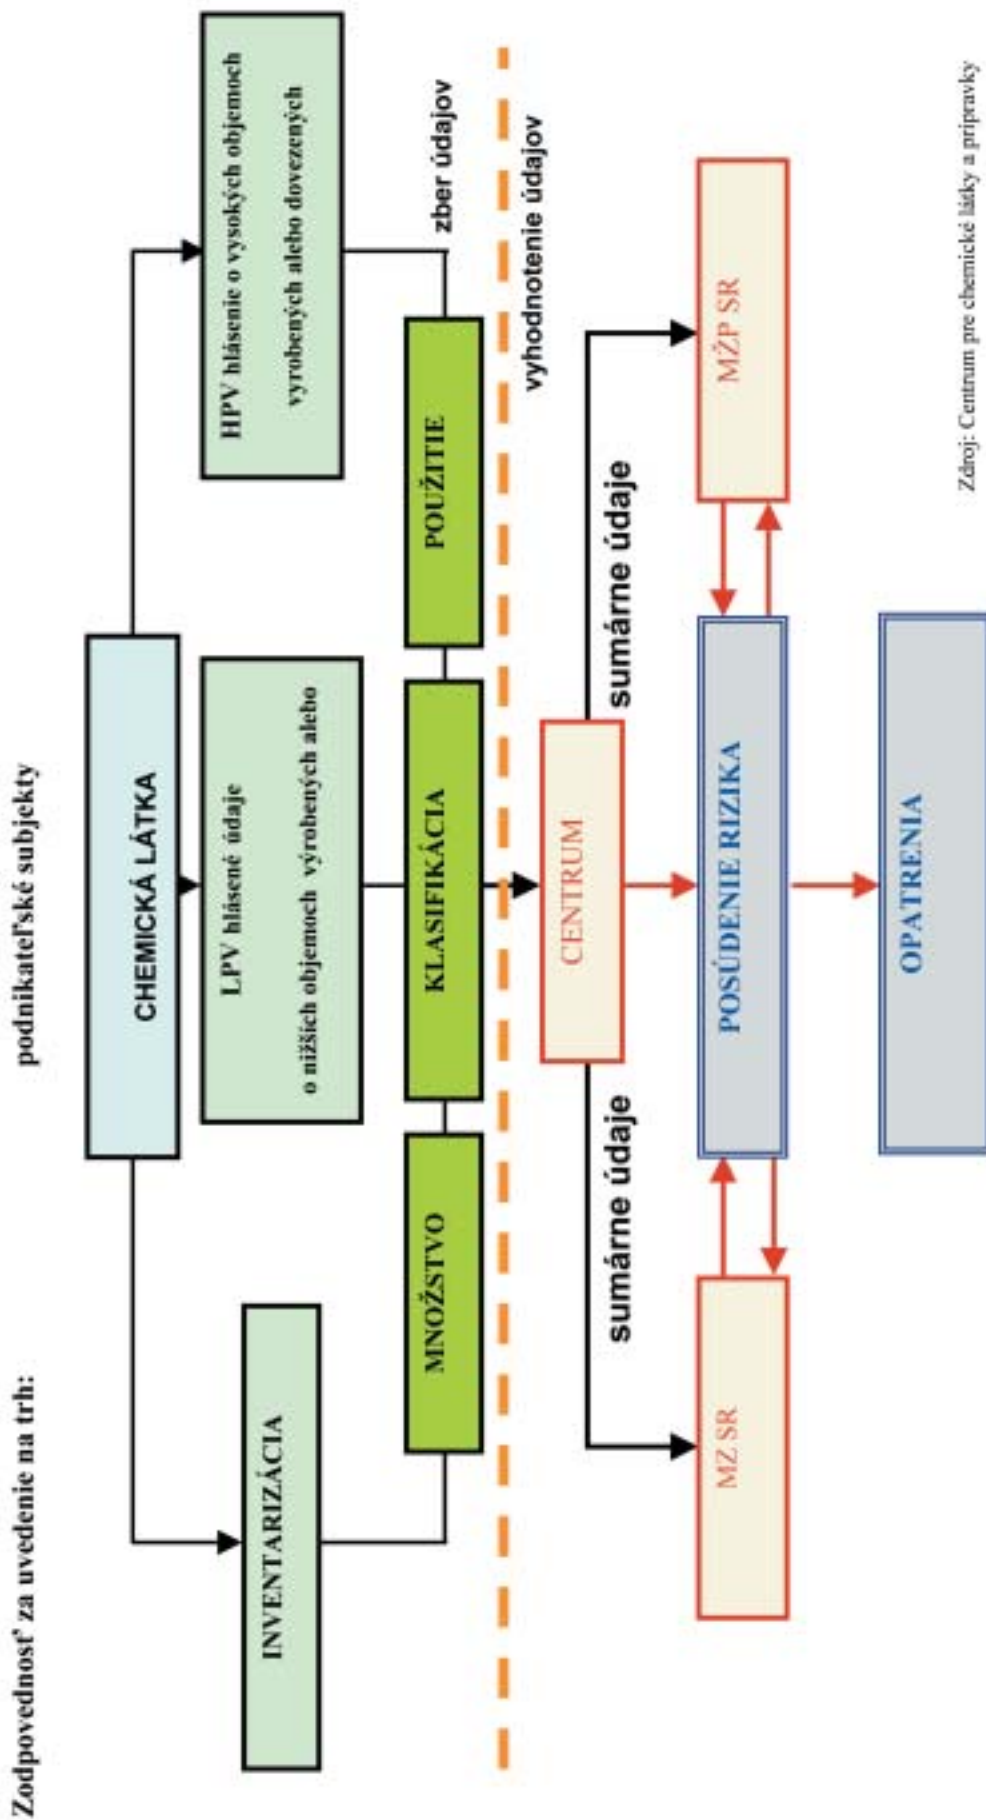 Zodpovednosť za uvedenie na trh: podnikateľské subjekty
CHEMICKÁ LÁTKA
INVENTARIZÁCIA
LPV hlásené údaje
o nižších objemoch výrobených alebo
HPV hlásenie o vysokých objemoch
vyrobených alebo dovezených
MNOŽSTVO
KLASIFIKÁCIA
POUŽITIE
zber údajov
vyhodnotenie údajov
CENTRUM
sumárne údaje
sumárne údaje
MZ SR
POSÚDENIE RIZIKA
MŽP SR
OPATRENIA
Zdroj: Centrum pre chemické látky a prípravky